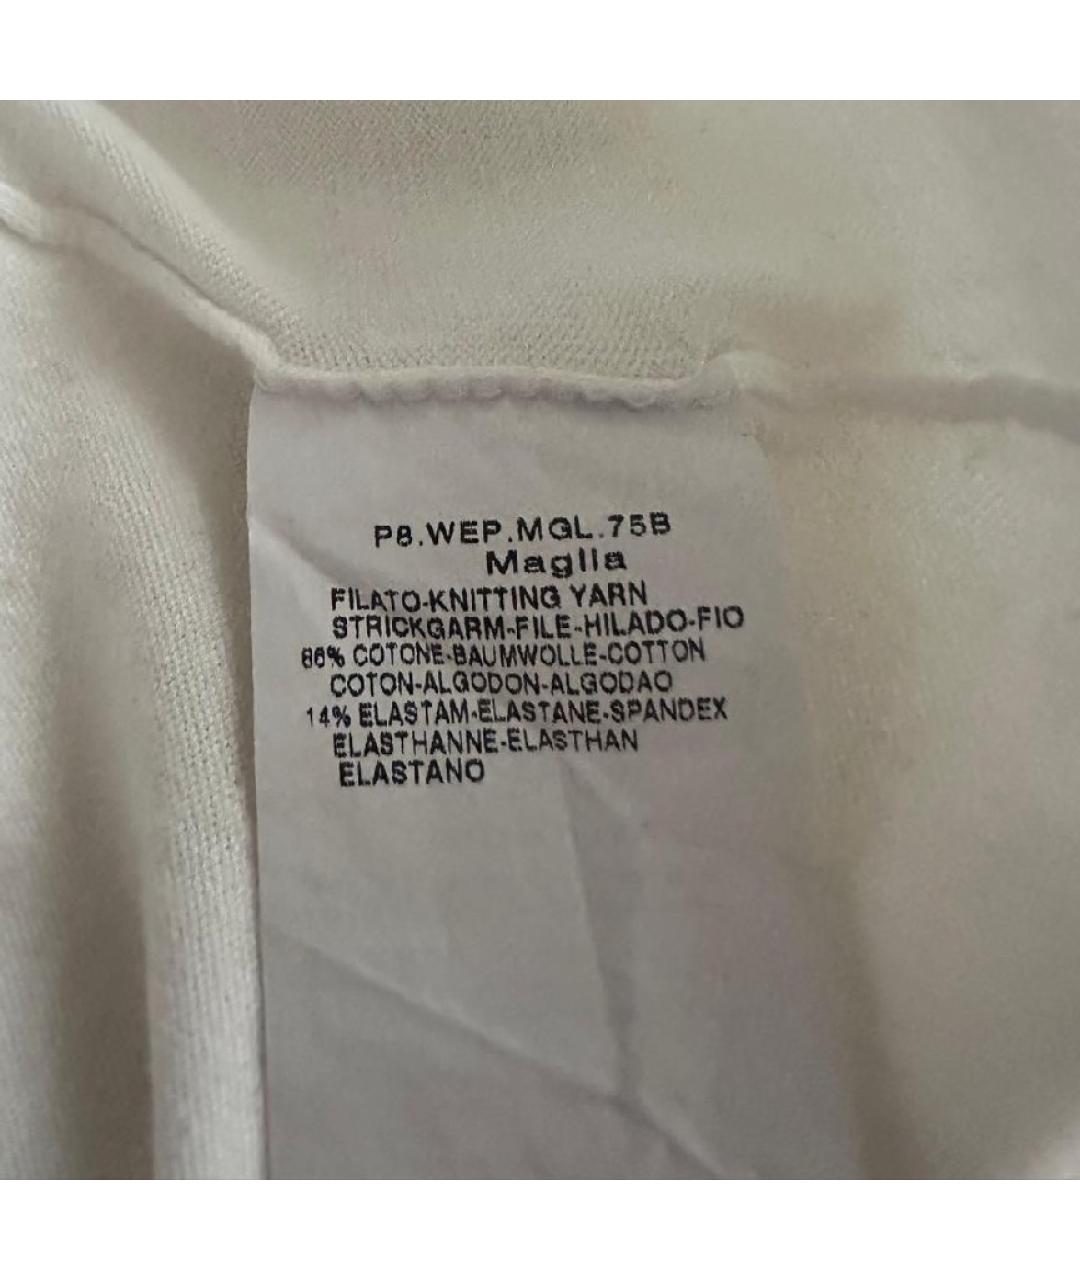 P8.WEP.MGL.75B
Maglia
FILATO-KNITTING YARN
STRICKGARM-FILE-HILADO-FIO
86% COTONE-BAUMWOLLE-COTTON
COTON-ALGODON-ALGODAO
14% ELASTAM-ELASTANE-SPANDEX
ELASTHANNE-ELASTHAN
ELASTANO